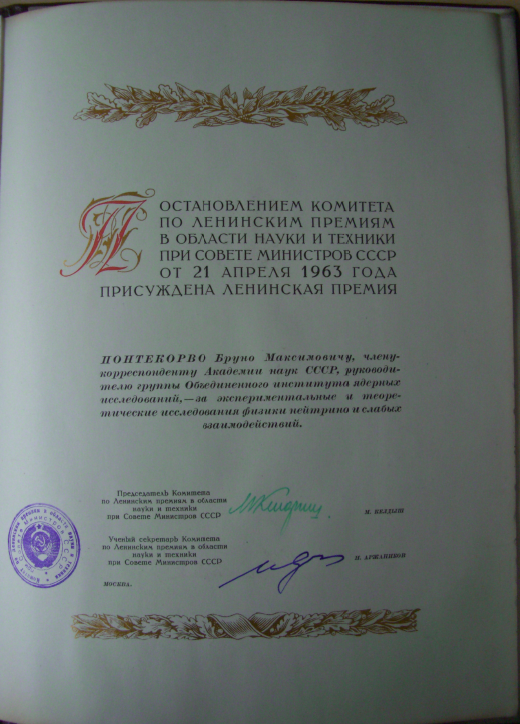 ПОСТАНОВЛЕНИЕМ КОМИТЕТА
ПО ЛЕНИНСКИМ ПРЕМИЯМ
В ОБЛАСТИ НАУКИ И ТЕХНИКИ
ПРИ СОВЕТЕ МИНИСТРОВ СССР
ОТ 21 АПРЕЛЯ 1963 ГОДА
ПРИСУЖДЕНА ЛЕНИНСКАЯ ПРЕМИЯ
ПОНТЕКОРВО Бруно Максимовичу, члену-
корреспонденту Академии наук СССР, руководи-
телю группы Объединенного института ядерных
исследований,—за экспериментальные и теоре-
тические исследования физики нейтрино и слабых
взаимодействий.
Председатель Комитета
по Ленинским премиям в области
науки и техники
при Совете Министров СССР
М. КЕЛДЫШ
Ученый секретарь Комитета
по Ленинским премиям в области
науки и техники
при Совете Министров СССР
Н. АРЖАНИКОВ
МОСКВА.